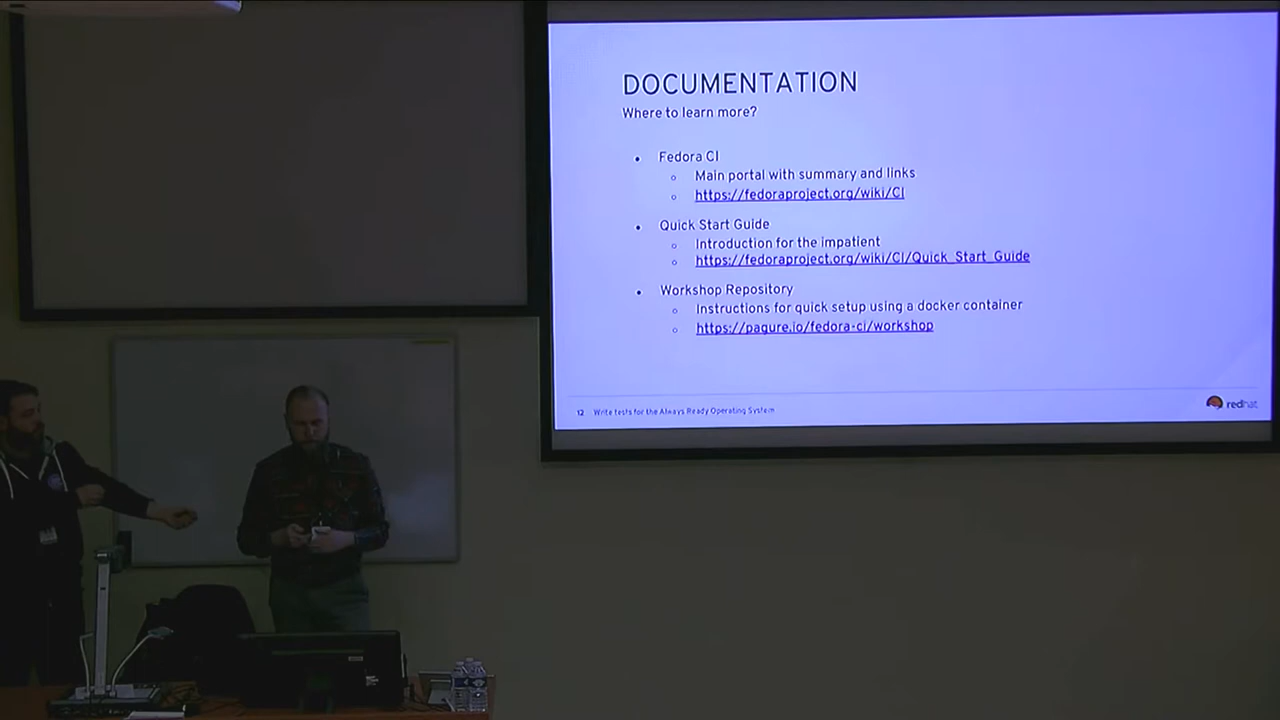 DOCUMENTATION
Where to learn more?
• Fedora CI
○ Main portal with summary and links
○ https://fedoraproject.org/wiki/CI
• Quick Start Guide
○ Introduction for the impatient
○ https://fedoraproject.org/wiki/CI/Quick_Start_Guide
• Workshop Repository
○ Instructions for quick setup using a docker container
○ https://pagure.io/fedora-ci/workshop
12 Write tests for the Always Ready Operating System
redhat